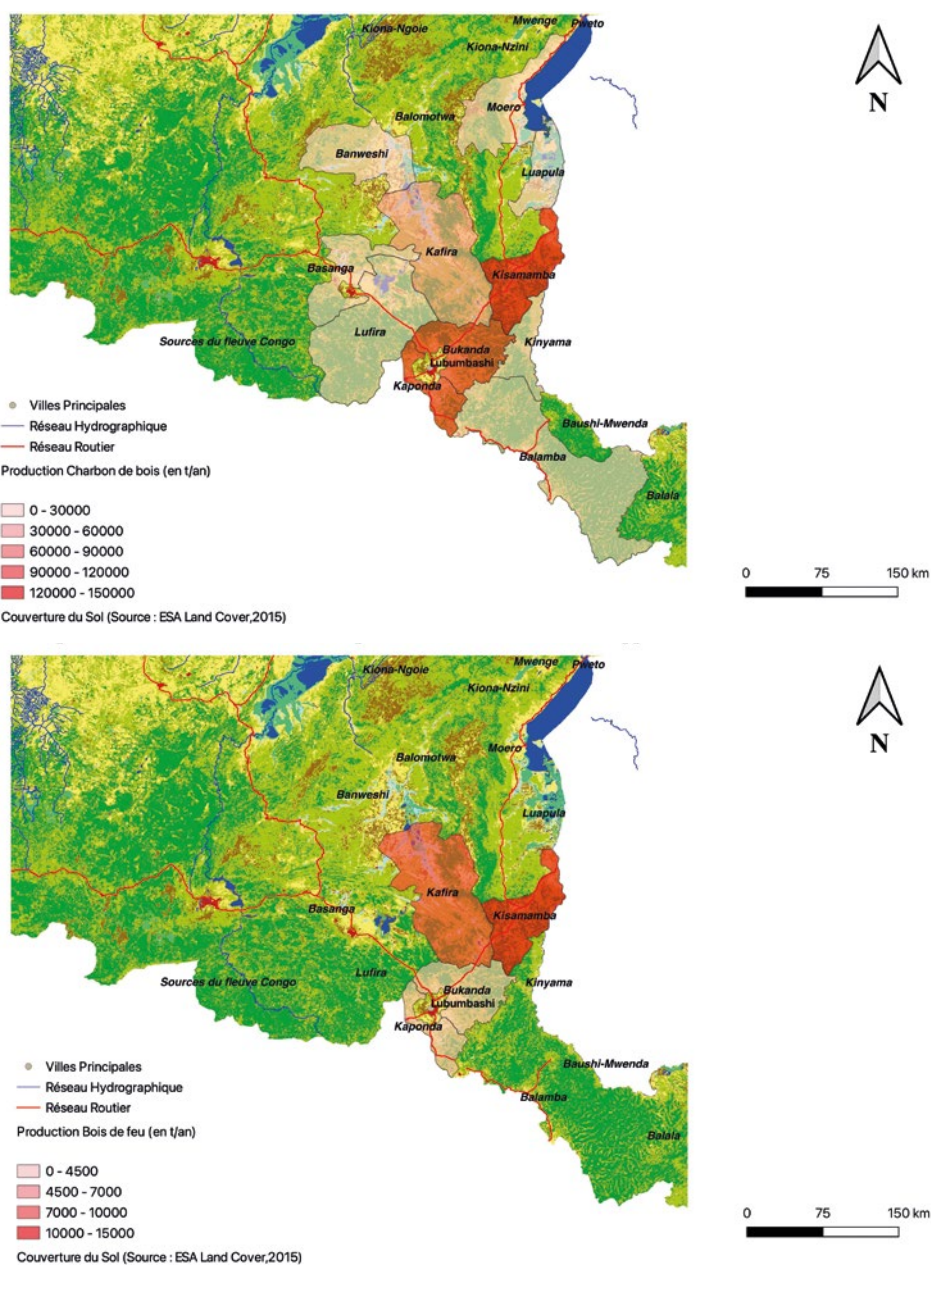 Mwenge Pweto
Kiona-Ngoie
Kiona-Nzini
Moero
Balomotwa
Banweshi
Luapula
Kafira
Basanga
Kisamamba
Lufira
Sources du fleuve Congo
Kinyama
Bukanda
Lubumbashi
Kaponda
Baushi-Mwenda
Balamba
Balala
N
Villes Principales
Réseau Hydrographique
Réseau Routier
Production Charbon de bois (en t/an)
0 - 30000
30000 - 60000
60000 - 90000
90000 - 120000
120000 - 150000
0 75 150 km
Couverture du Sol (Source : ESA Land Cover,2015)
Mwenge Pweto
Kiona-Ngoie
Kiona-Nzini
Moero
Balomotwa
Banweshi
Luapula
Kafira
Basanga
Kisamamba
Lufira
Sources du fleuve Congo
Kinyama
Bukanda
Lubumbashi
Kaponda
Baushi-Mwenda
Balamba
Balala
N
Villes Principales
Réseau Hydrographique
Réseau Routier
Production Bois de feu (en t/an)
0 - 4500
4500 - 7000
7000 - 10000
10000 - 15000
0 75 150 km
Couverture du Sol (Source : ESA Land Cover,2015)